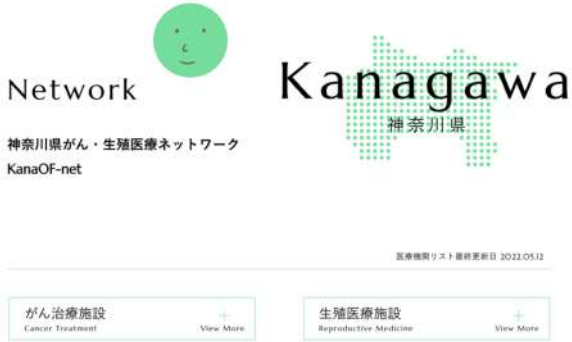 Network
Kanagawa
神奈川県
神奈川県がん・生殖医療ネットワーク
KanaOF-net
医療機関リスト最終更新日 2022.05.12
がん治療施設
Cancer Treatment
View More
生殖医療施設
Reproductive Medicine
View More